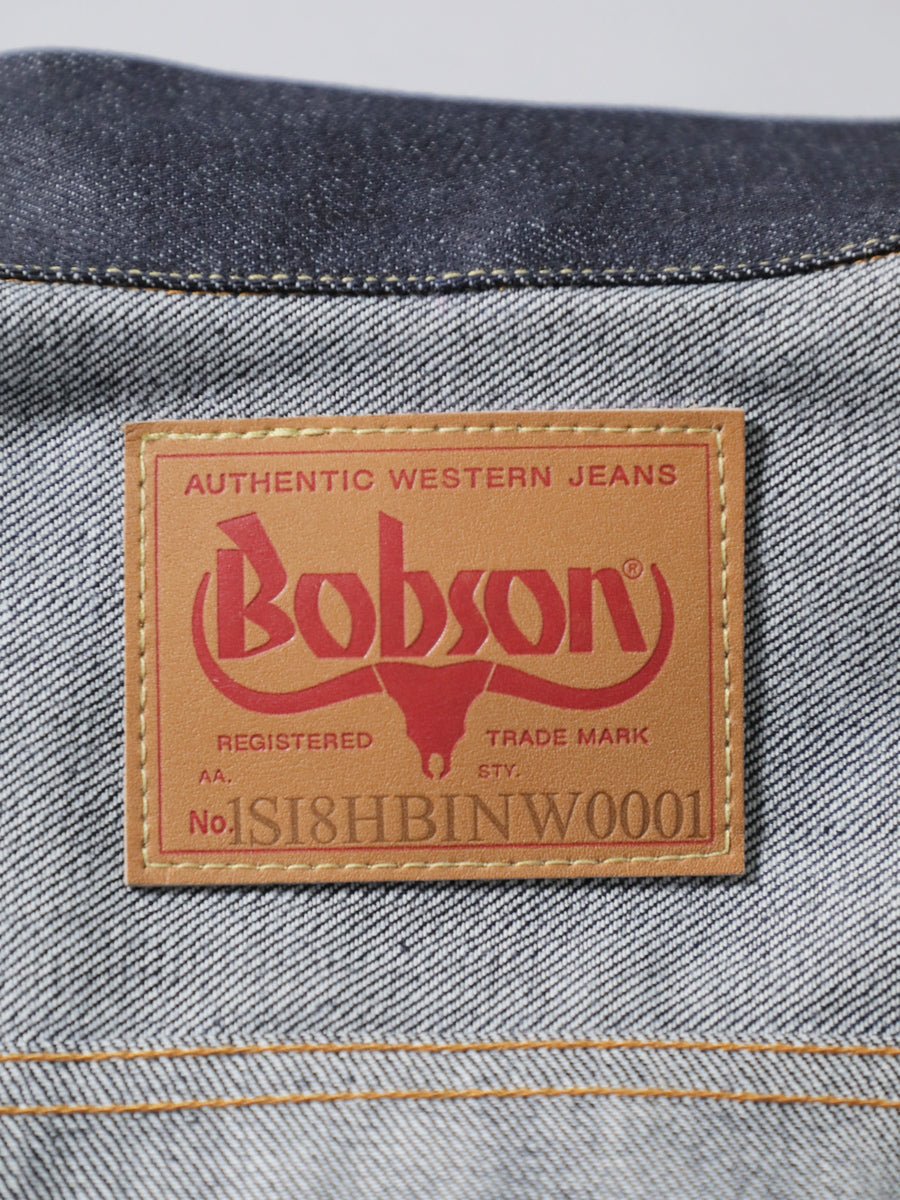 AUTHENTIC WESTERN JEANS
Bobson®
REGISTERED TRADE MARK
AA. STY.
No.1SI8HBINW0001